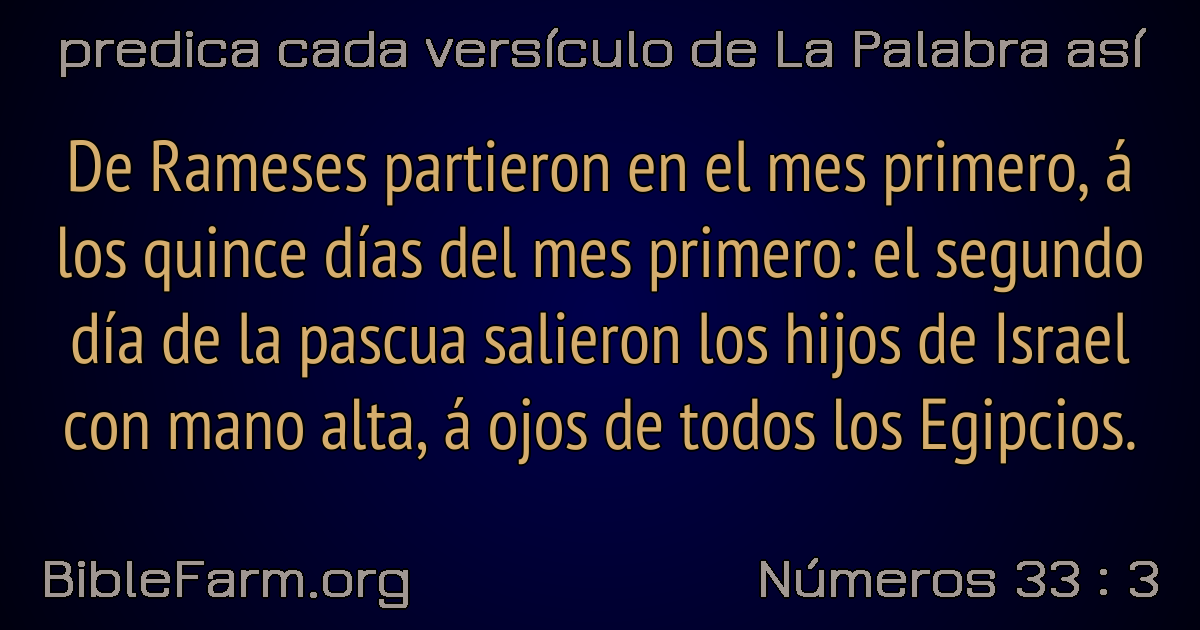 predica cada versículo de La Palabra así
De Rameses partieron en el mes primero, á
los quince días del mes primero: el segundo
día de la pascua salieron los hijos de Israel
con mano alta, á ojos de todos los Egipcios.
BibleFarm.org
Números 33 : 3